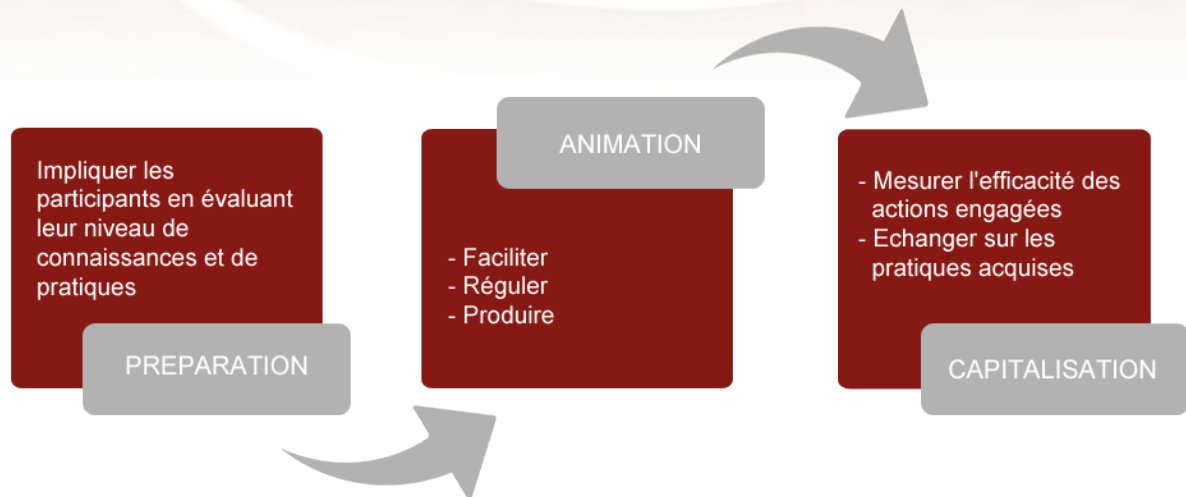 Impliquer les
participants en évaluant
leur niveau de
connaissances et de
pratiques
PREPARATION
ANIMATION
- Faciliter
- Réguler
- Produire
- Mesurer l'efficacité des
actions engagées
- Echanger sur les
pratiques acquises
CAPITALISATION